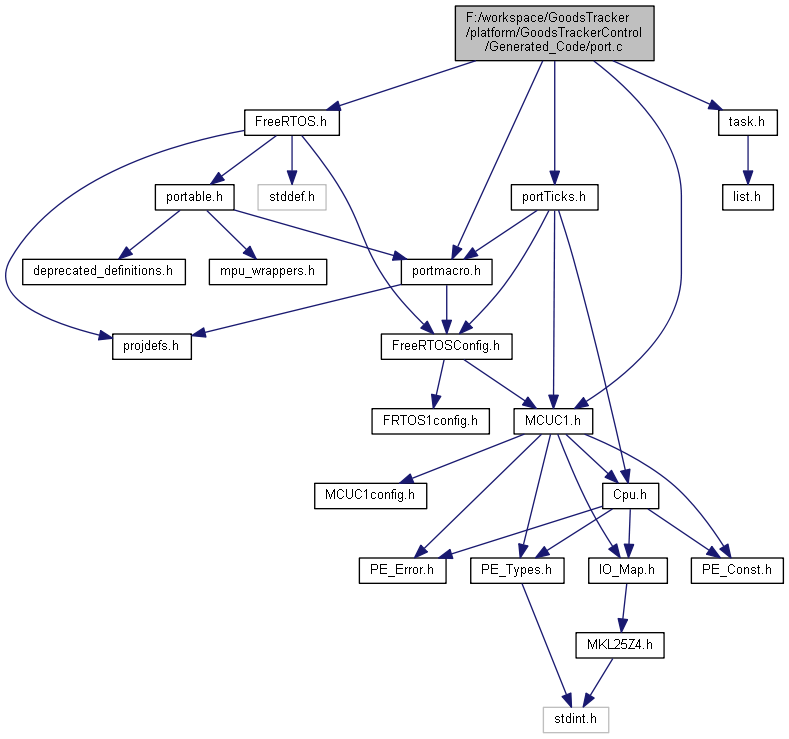 F:/workspace/GoodsTracker
/platform/GoodsTrackerControl
/Generated_Code/port.c
FreeRTOS.h
task.h
portable.h
stddef.h
portTicks.h
list.h
deprecated_definitions.h
mpu_wrappers.h
portmacro.h
projdefs.h
FreeRTOSConfig.h
FRTOS1config.h
MCUC1.h
MCUC1config.h
Cpu.h
PE_Error.h
PE_Types.h
IO_Map.h
PE_Const.h
MKL25Z4.h
stdint.h